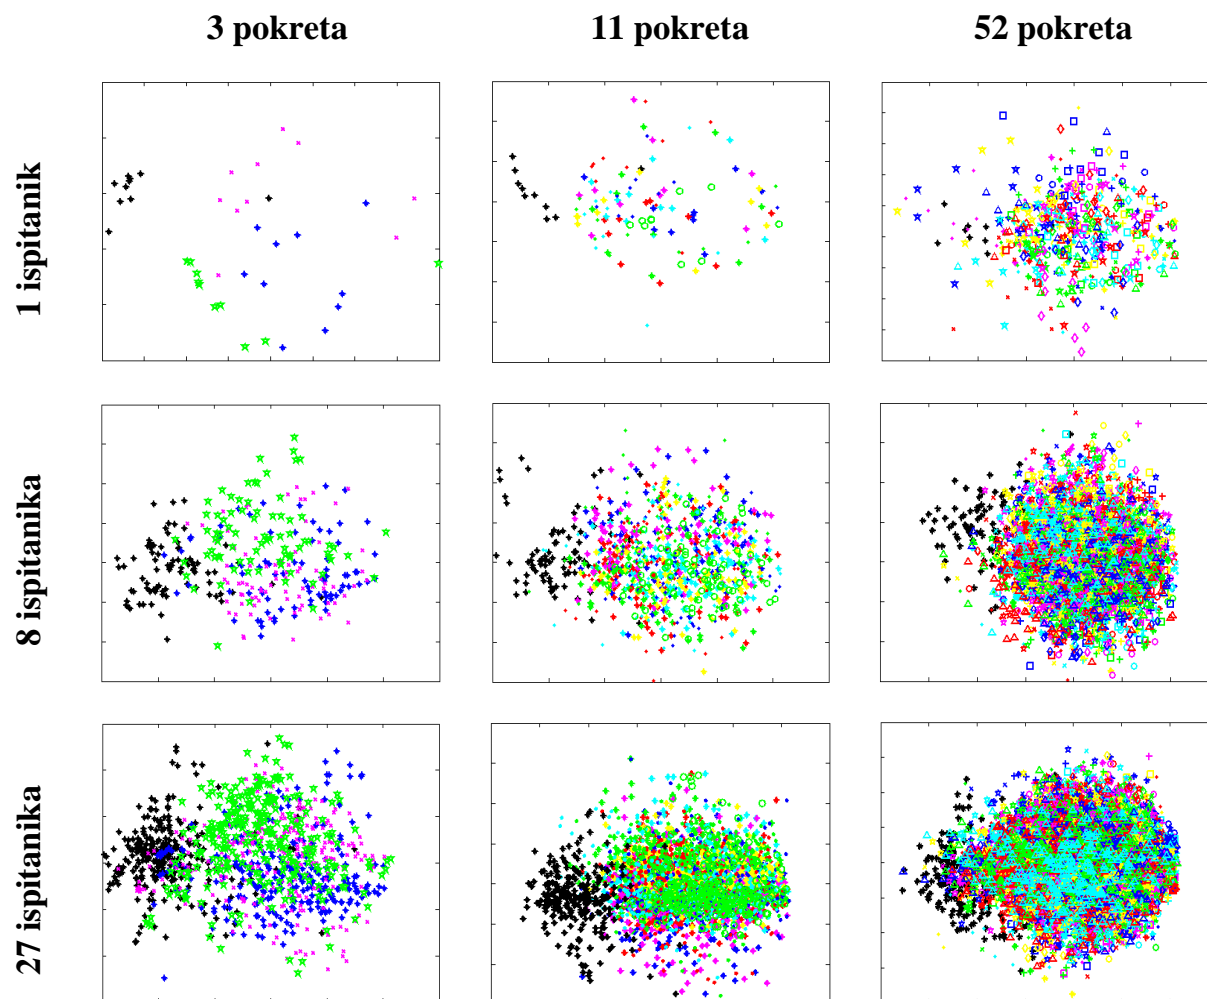 3 pokreta
11 pokreta
52 pokreta
1 ispitanik
8 ispitanika
27 ispitanika